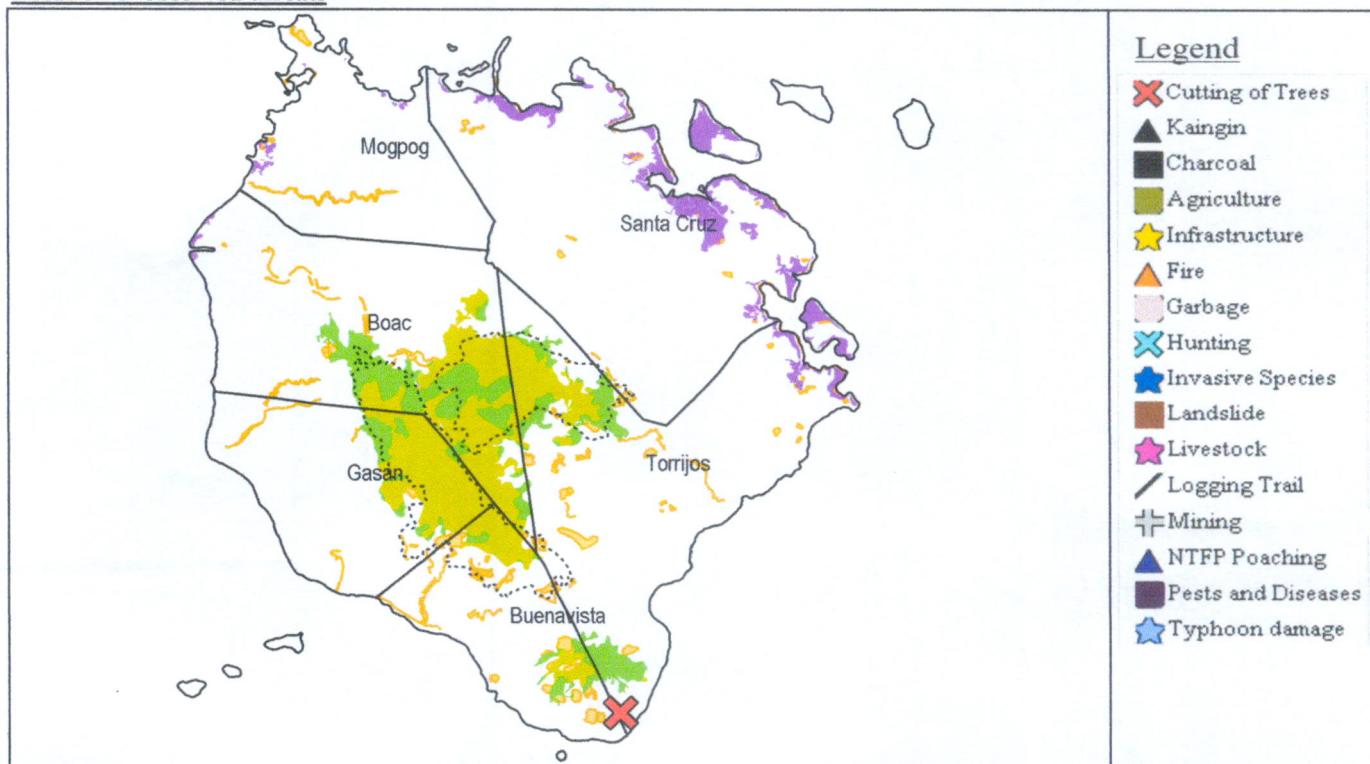 Mogpog
Santa Cruz
Boac
Gasan
Torrijos
Buenavista
Legend
Cutting of Trees
Kaingin
Charcoal
Agriculture
Infrastructure
Fire
Garbage
Hunting
Invasive Species
Landslide
Livestock
Logging Trail
Mining
NTFP Poaching
Pests and Diseases
Typhoon damage